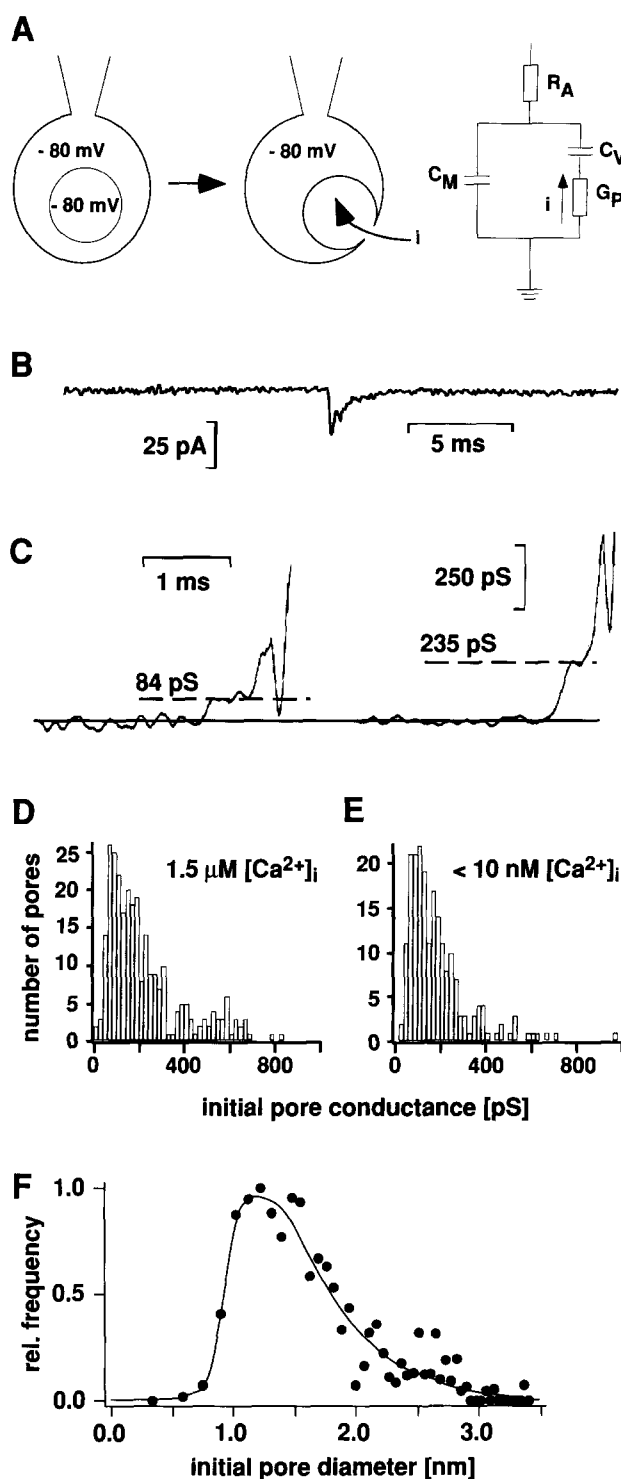 A
- 80 mV
- 80 mV
- 80 mV
i
R_A
C_M
C_V
G_P
i
B
25 pA
5 ms
C
1 ms
250 pS
84 pS
235 pS
D
E
1.5 µM [Ca²⁺]i
< 10 nM [Ca²⁺]i
number of pores
25
20
15
10
5
0
20
15
10
5
0
0 400 800
0 400 800
initial pore conductance [pS]
F
rel. frequency
1.0
0.5
0.0
0.0 1.0 2.0 3.0
initial pore diameter [nm]